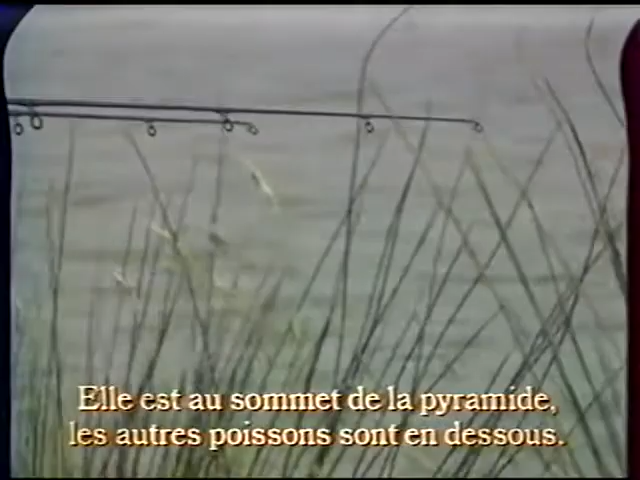 Elle est au sommet de la pyramide,
les autres poissons sont en dessous.